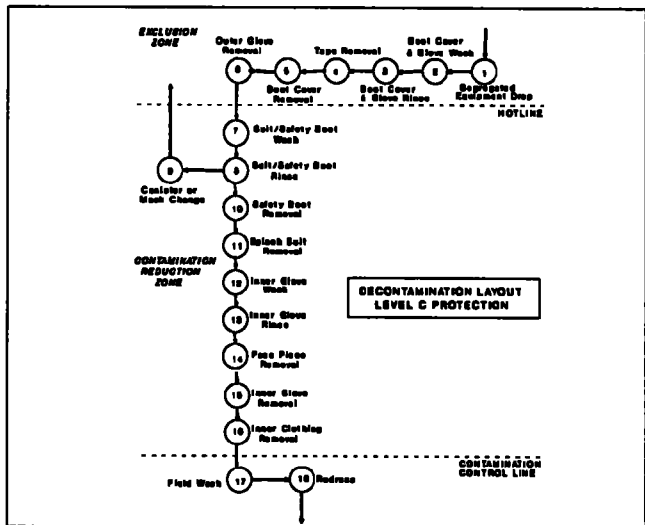 EXCLUSION
ZONE
Outer Glove
Removal
6
5
Boot Cover
Removal
Tape Removal
4
3
Boot Cover
& Glove Rinse
Boot Cover
& Glove Wash
2
1
Segregated
Equipment Drop
HOTLINE
7
Suit/Safety Boot
Wash
8
Suit/Safety Boot
Rinse
9
Canister or
Mask Change
10
Safety Boot
Removal
CONTAMINATION
REDUCTION
ZONE
11
Splash Suit
Removal
12
Inner Glove
Wash
DECONTAMINATION LAYOUT
LEVEL C PROTECTION
13
Inner Glove
Rinse
14
Face Piece
Removal
15
Inner Glove
Removal
16
Inner Clothing
Removal
CONTAMINATION
CONTROL LINE
Field Wash
17
18
Redress